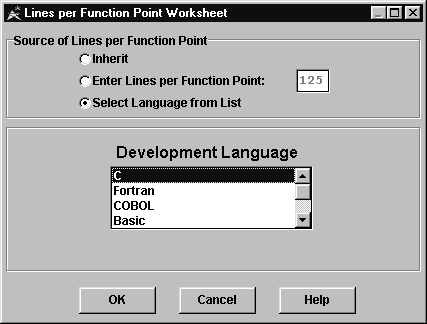 Lines per Function Point Worksheet
Source of Lines per Function Point
Inherit
Enter Lines per Function Point: 125
Select Language from List
Development Language
C
Fortran
COBOL
Basic
OK Cancel Help